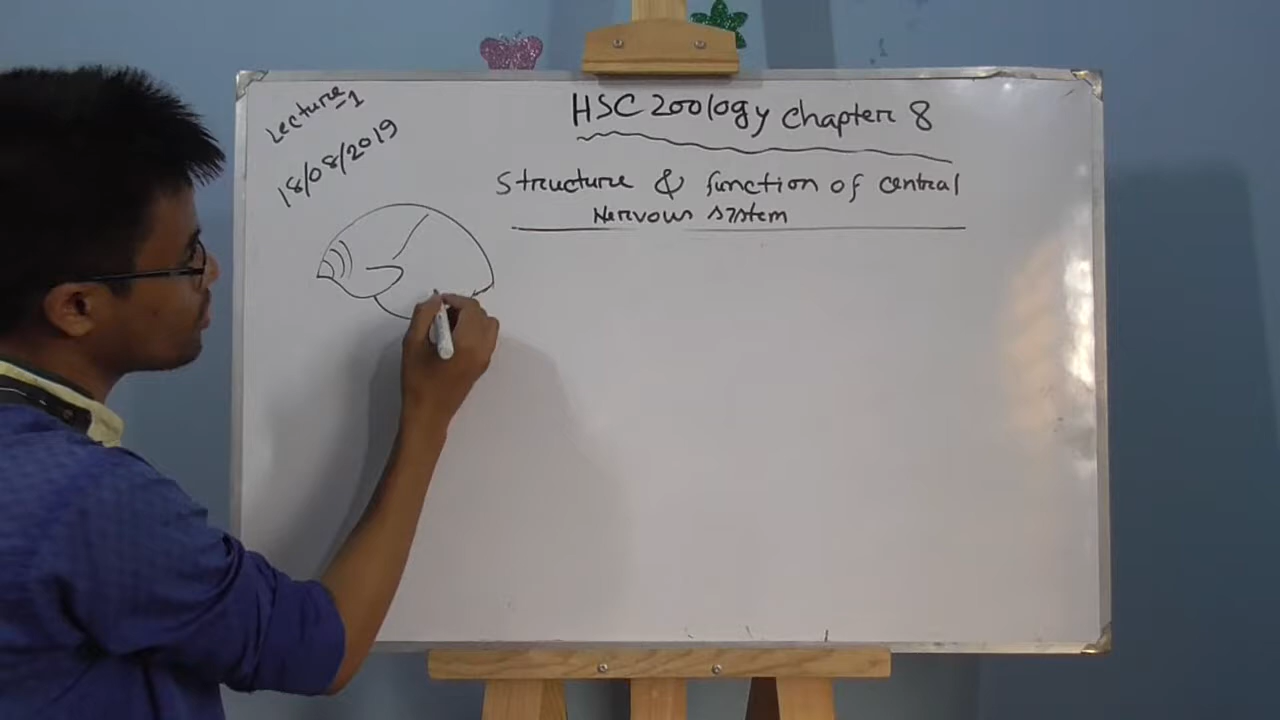 Lecture-1
18/08/2019
HSC Zoology Chapter 8
Structure & function of central
Nervous system